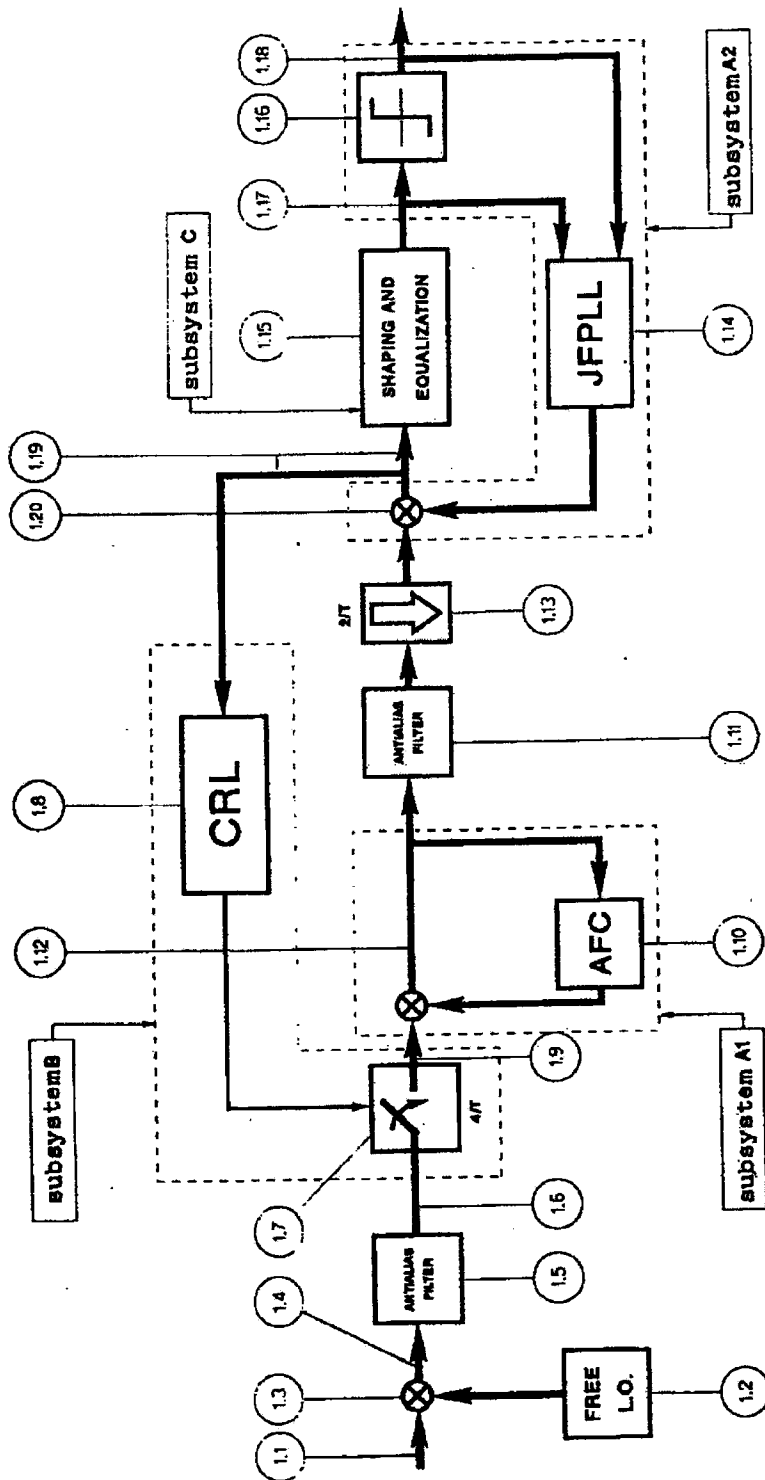 1.18
1.16
1.17
subsystem A2
subsystem C
1.15
SHAPING AND
EQUALIZATION
JFPLL
1.14
1.19
1.20
2/T
1.13
1.8
CRL
ANTIALIAS
FILTER
1.11
1.12
AFC
1.10
subsystem B
1.9
4/T
subsystem A1
1.7
1.6
ANTIALIAS
FILTER
1.5
1.4
1.3
1.1
FREE
L.O.
1.2